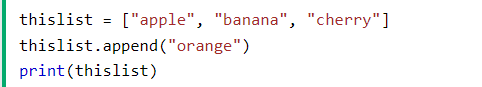 thislist = ["apple", "banana", "cherry"]
thislist.append("orange")
print(thislist)